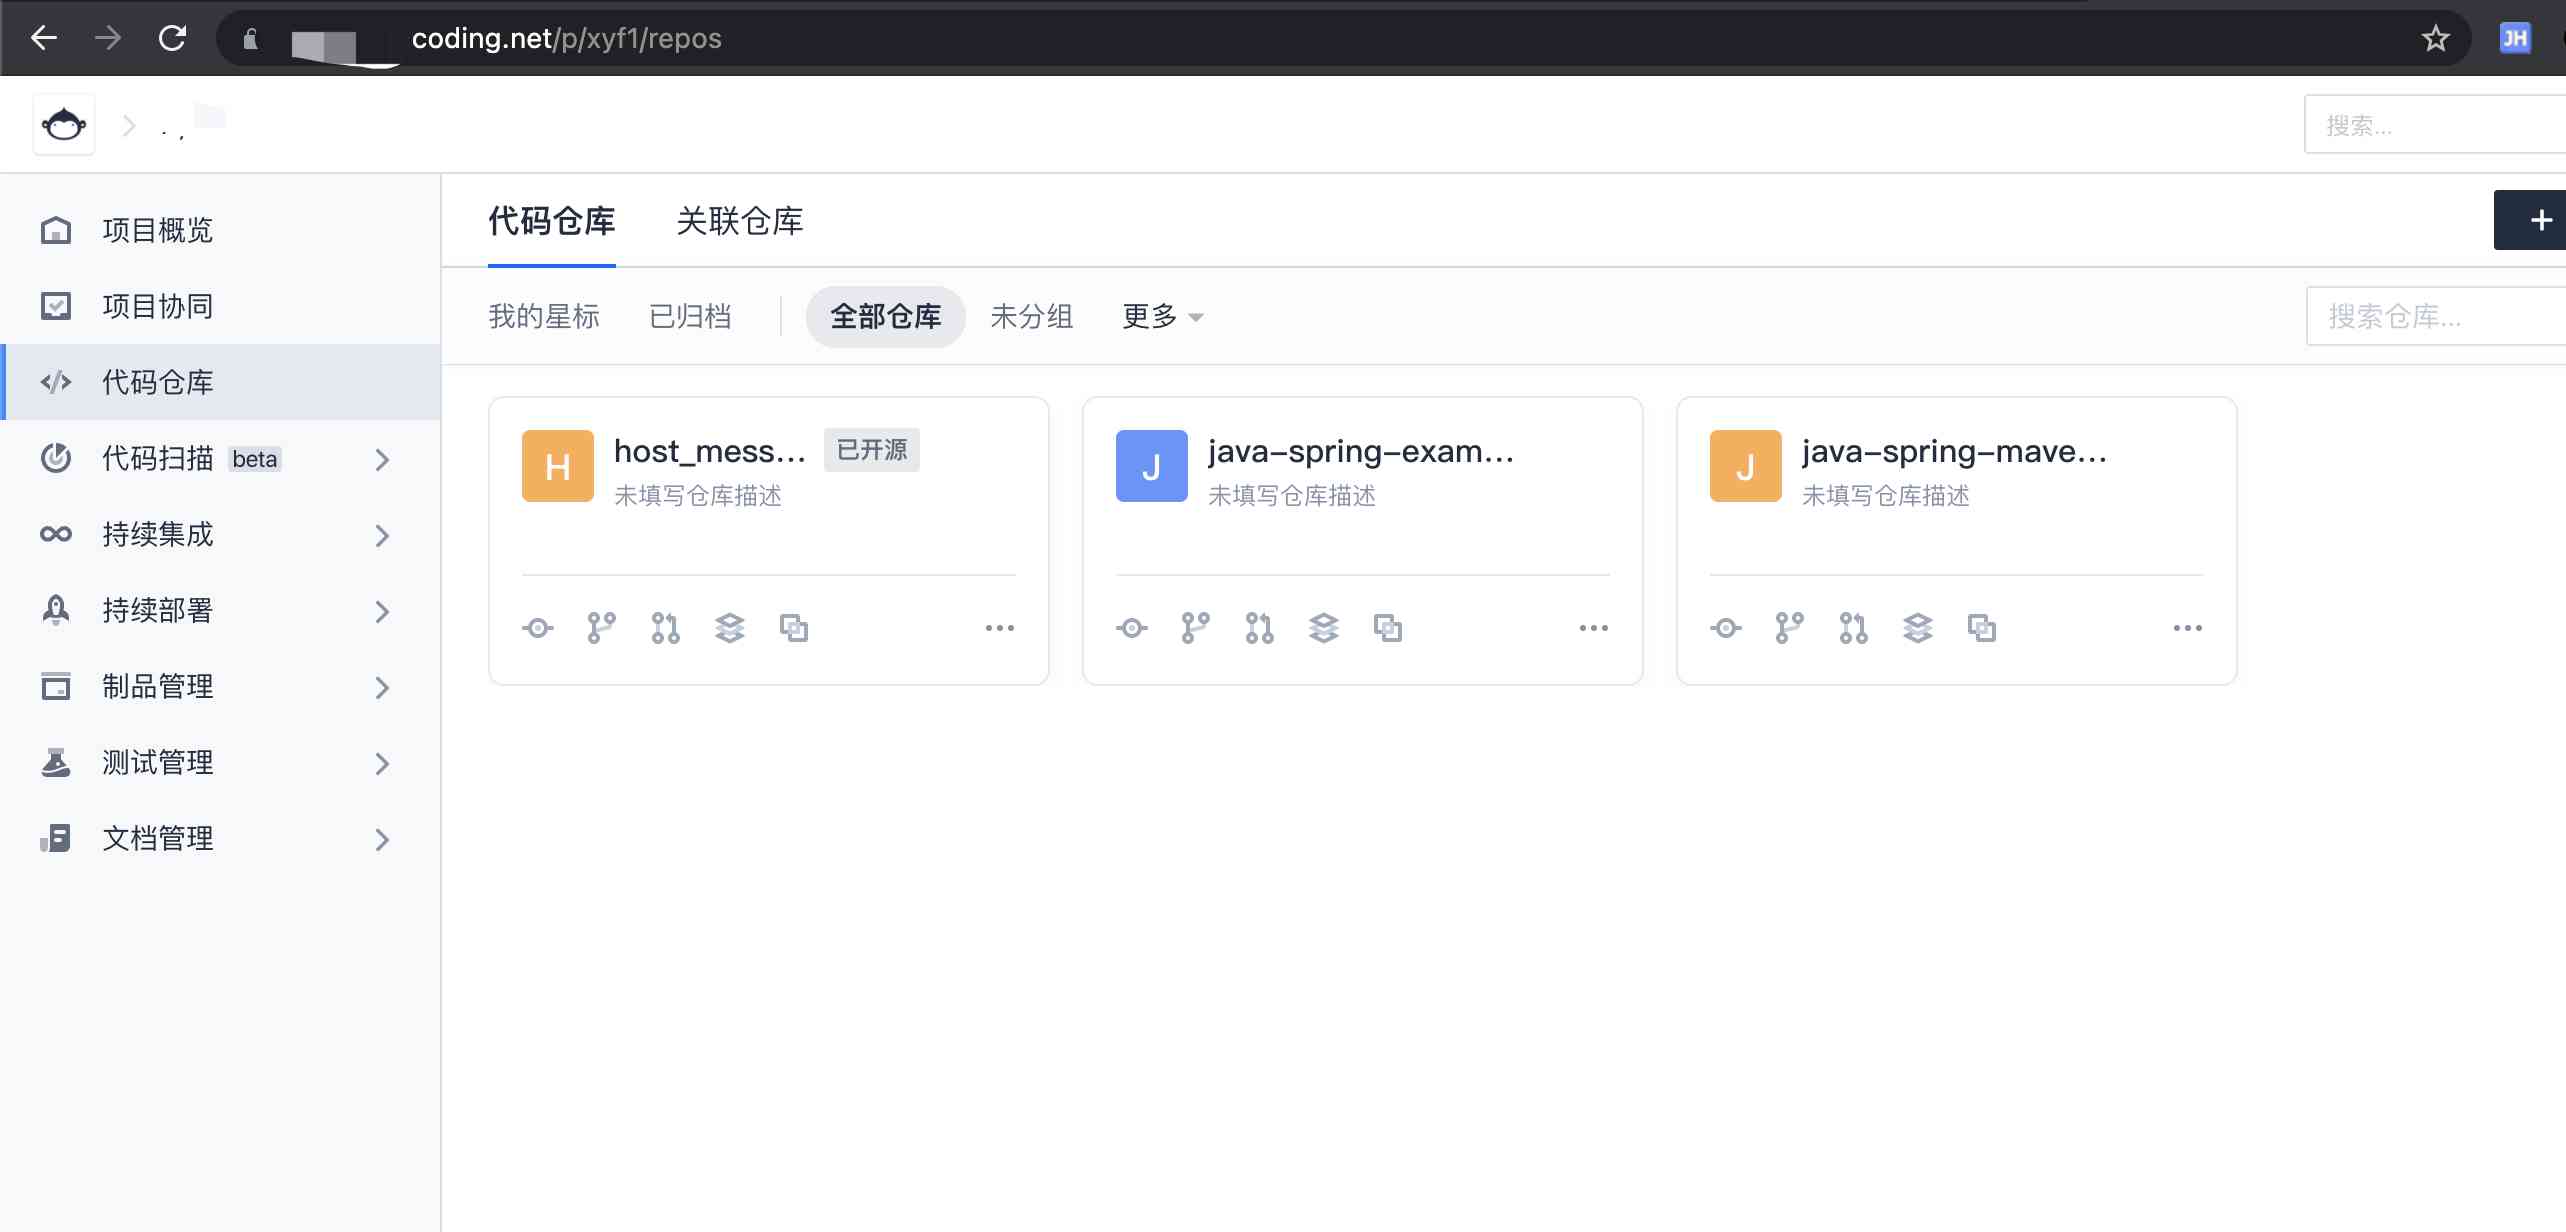 coding.net/p/xyf1/repos
JH
搜索...
项目概览
项目协同
代码仓库
代码扫描 beta
持续集成
持续部署
制品管理
测试管理
文档管理
代码仓库 关联仓库
+
我的星标 已归档 全部仓库 未分组 更多
搜索仓库...
H host_mess... 已开源
未填写仓库描述
J java-spring-exam...
未填写仓库描述
J java-spring-mave...
未填写仓库描述